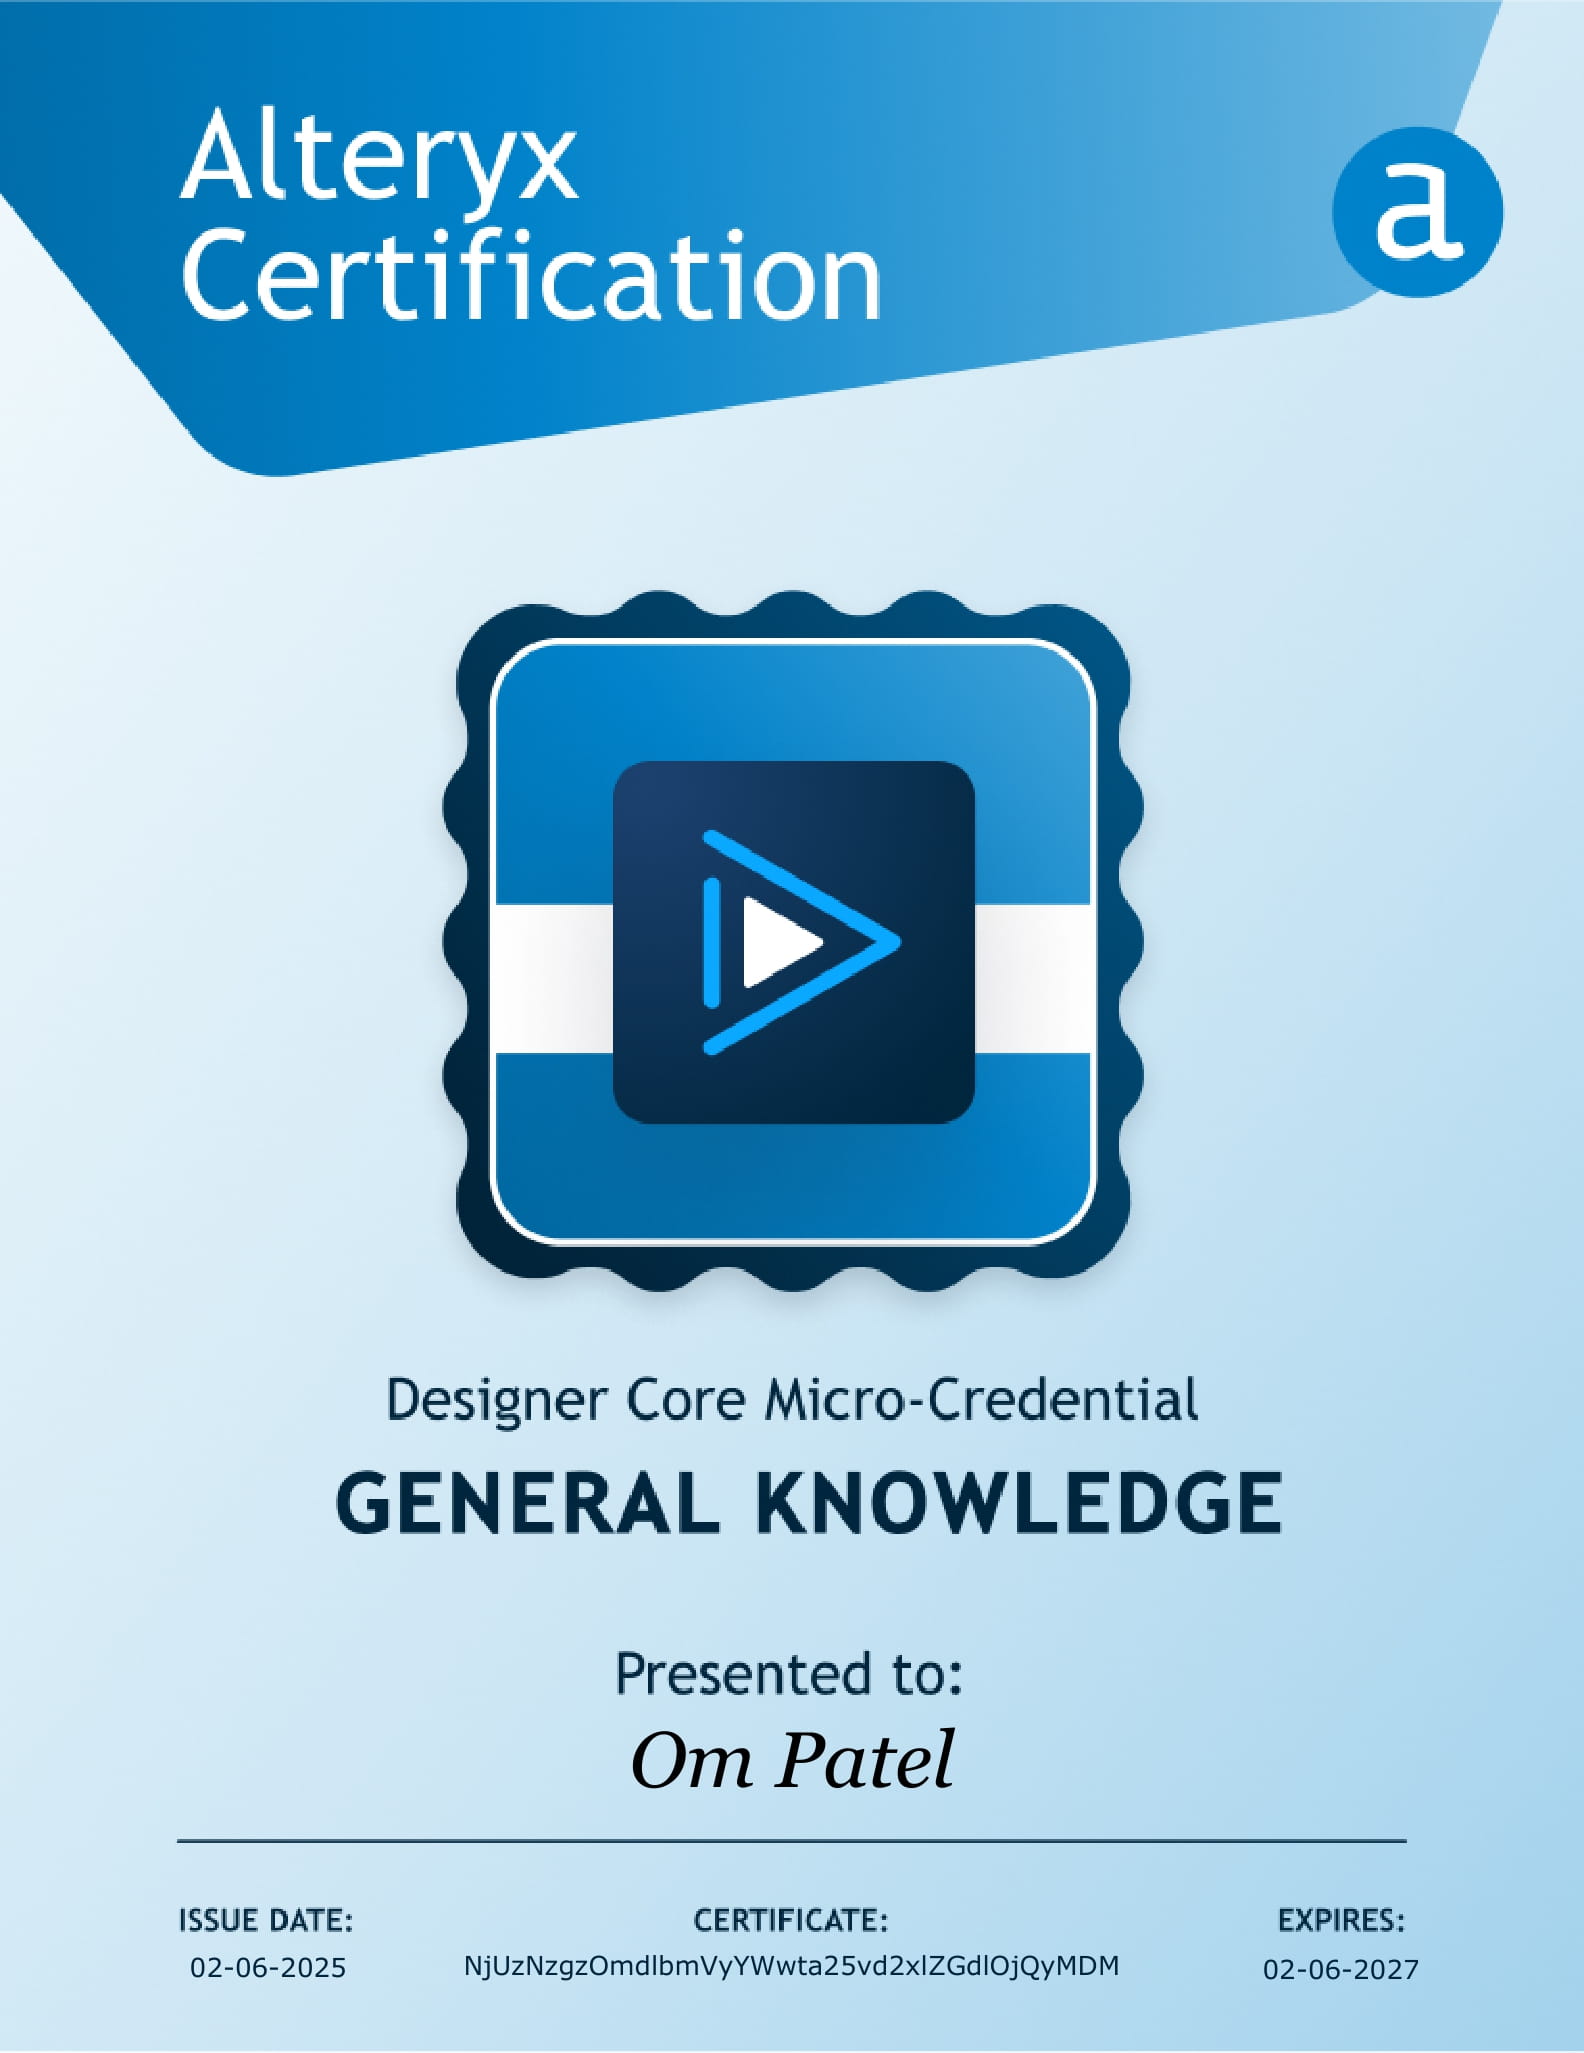 Alteryx
Certification
a
Designer Core Micro-Credential
GENERAL KNOWLEDGE
Presented to:
Om Patel
ISSUE DATE: CERTIFICATE: EXPIRES:
02-06-2025 NjUzNzgzOmdlbmVyYWwta25vd2xlZGdlOjQyMDM 02-06-2027